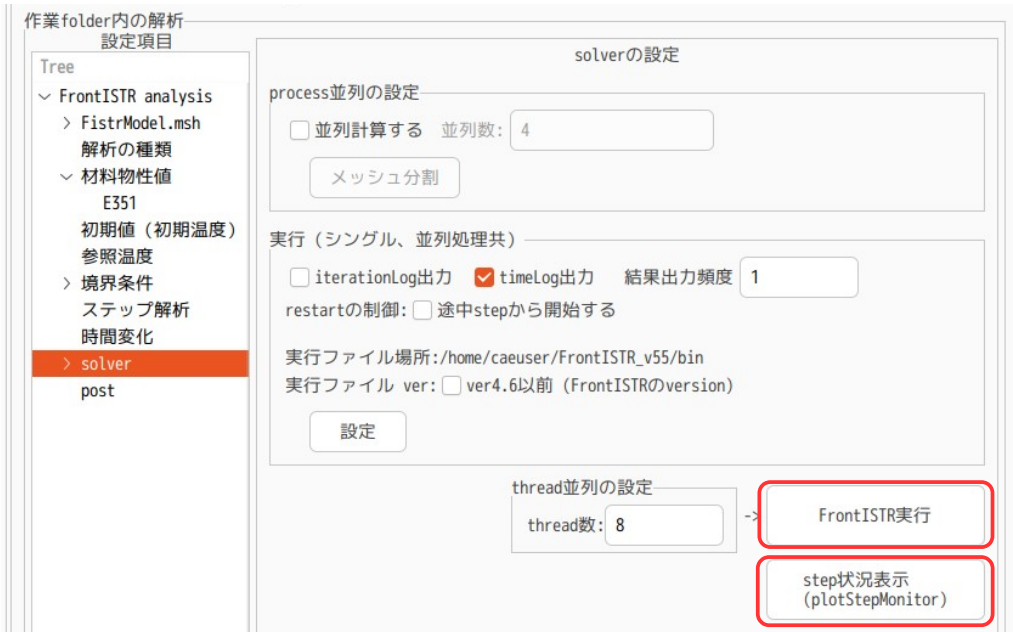 作業folder内の解析
設定項目
Tree
FrontISTR analysis
FistrModel.msh
解析の種類
材料物性値
E351
初期値（初期温度）
参照温度
境界条件
ステップ解析
時間変化
solver
post
solverの設定
process並列の設定
並列計算する 並列数: 4
メッシュ分割
実行（シングル、並列処理共）
iterationLog出力 timeLog出力 結果出力頻度 1
restartの制御: 途中stepから開始する
実行ファイル場所:/home/caeuser/FrontISTR_v55/bin
実行ファイル ver: ver4.6以前（FrontISTRのversion）
設定
thread並列の設定
thread数: 8
-> FrontISTR実行
step状況表示
(plotStepMonitor)